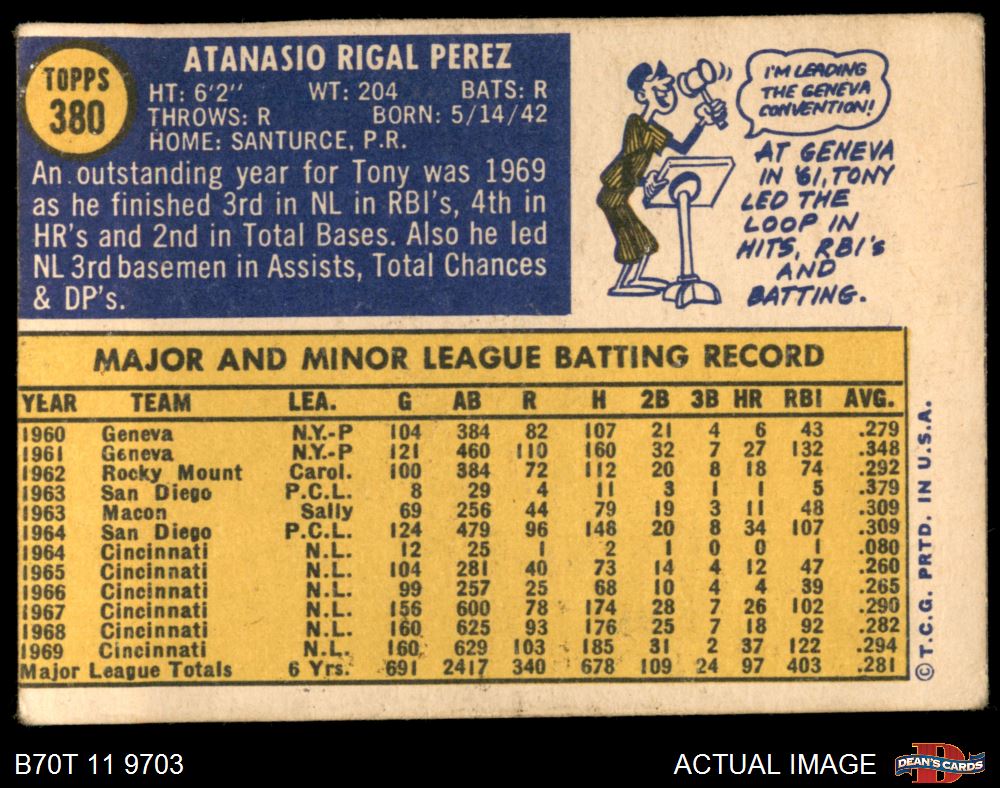 TOPPS
380
ATANASIO RIGAL PEREZ
HT: 6'2" WT: 204 BATS: R
THROWS: R BORN: 5/14/42
HOME: SANTURCE, P.R.
An outstanding year for Tony was 1969
as he finished 3rd in NL in RBI's, 4th in
HR's and 2nd in Total Bases. Also he led
NL 3rd basemen in Assists, Total Chances
& DP's.
I'M LEADING
THE GENEVA
CONVENTION!
AT GENEVA
IN '61, TONY
LED THE
LOOP IN
HITS, RBI's
AND
BATTING.
MAJOR AND MINOR LEAGUE BATTING RECORD
YEAR TEAM LEA. G AB R H 2B 3B HR RBI AVG.
1960 Geneva N.Y.-P 104 384 82 107 21 4 6 43 .279
1961 Geneva N.Y.-P 121 460 110 160 32 7 27 132 .348
1962 Rocky Mount Carol. 100 384 72 112 20 8 18 74 .292
1963 San Diego P.C.L. 8 29 4 11 3 1 1 5 .379
1963 Macon Sally 69 256 44 79 19 3 11 48 .309
1964 San Diego P.C.L. 124 479 96 148 20 8 34 107 .309
1964 Cincinnati N.L. 12 25 1 2 1 0 0 1 .080
1965 Cincinnati N.L. 104 281 40 73 14 4 12 47 .260
1966 Cincinnati N.L. 99 257 25 68 10 4 4 39 .265
1967 Cincinnati N.L. 156 600 78 174 28 7 26 102 .290
1968 Cincinnati N.L. 160 625 93 176 25 7 18 92 .282
1969 Cincinnati N.L. 160 629 103 185 31 2 37 122 .294
Major League Totals 6 Yrs. 691 2417 340 678 109 24 97 403 .281
© T.C.G. PRTD. IN U.S.A.
B70T 11 9703
ACTUAL IMAGE
DEAN'S CARDS